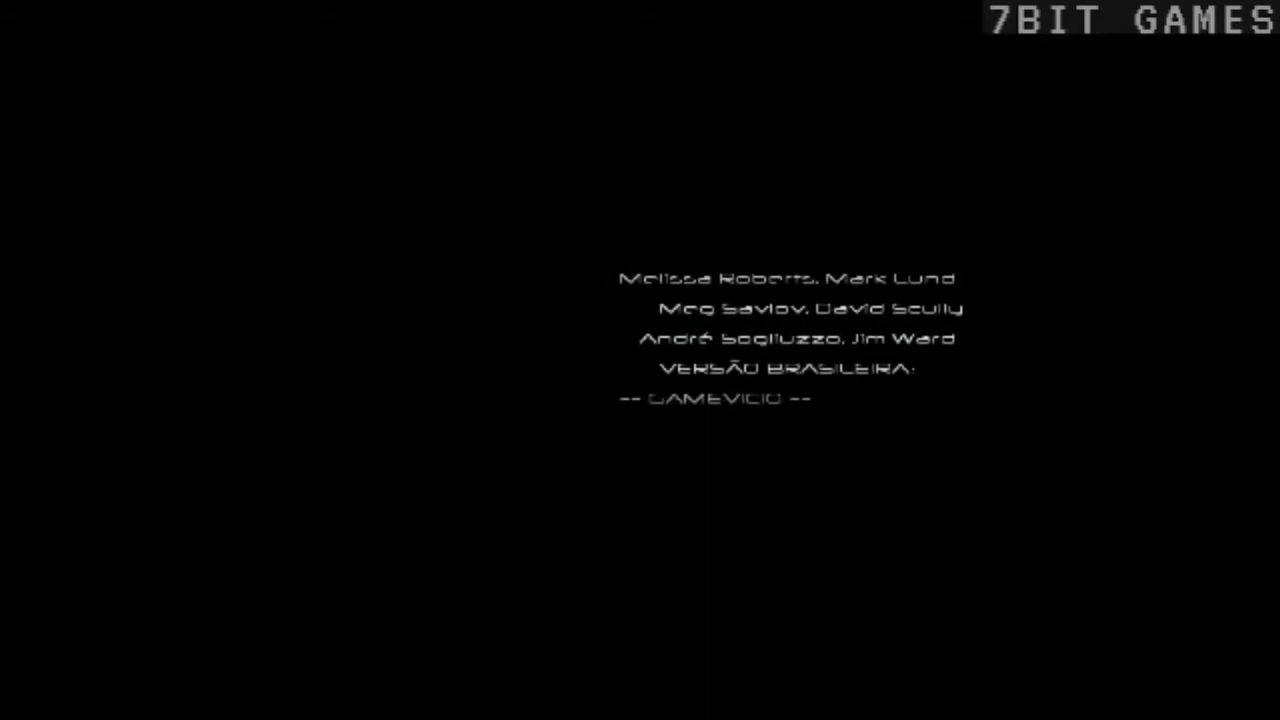 7BIT GAMES
Melissa Roberts, Mark Lund
Meg Savlov, David Scully
André Sogliuzzo, Jim Ward
VERSÃO BRASILEIRA:
-- GAMEVICIO --